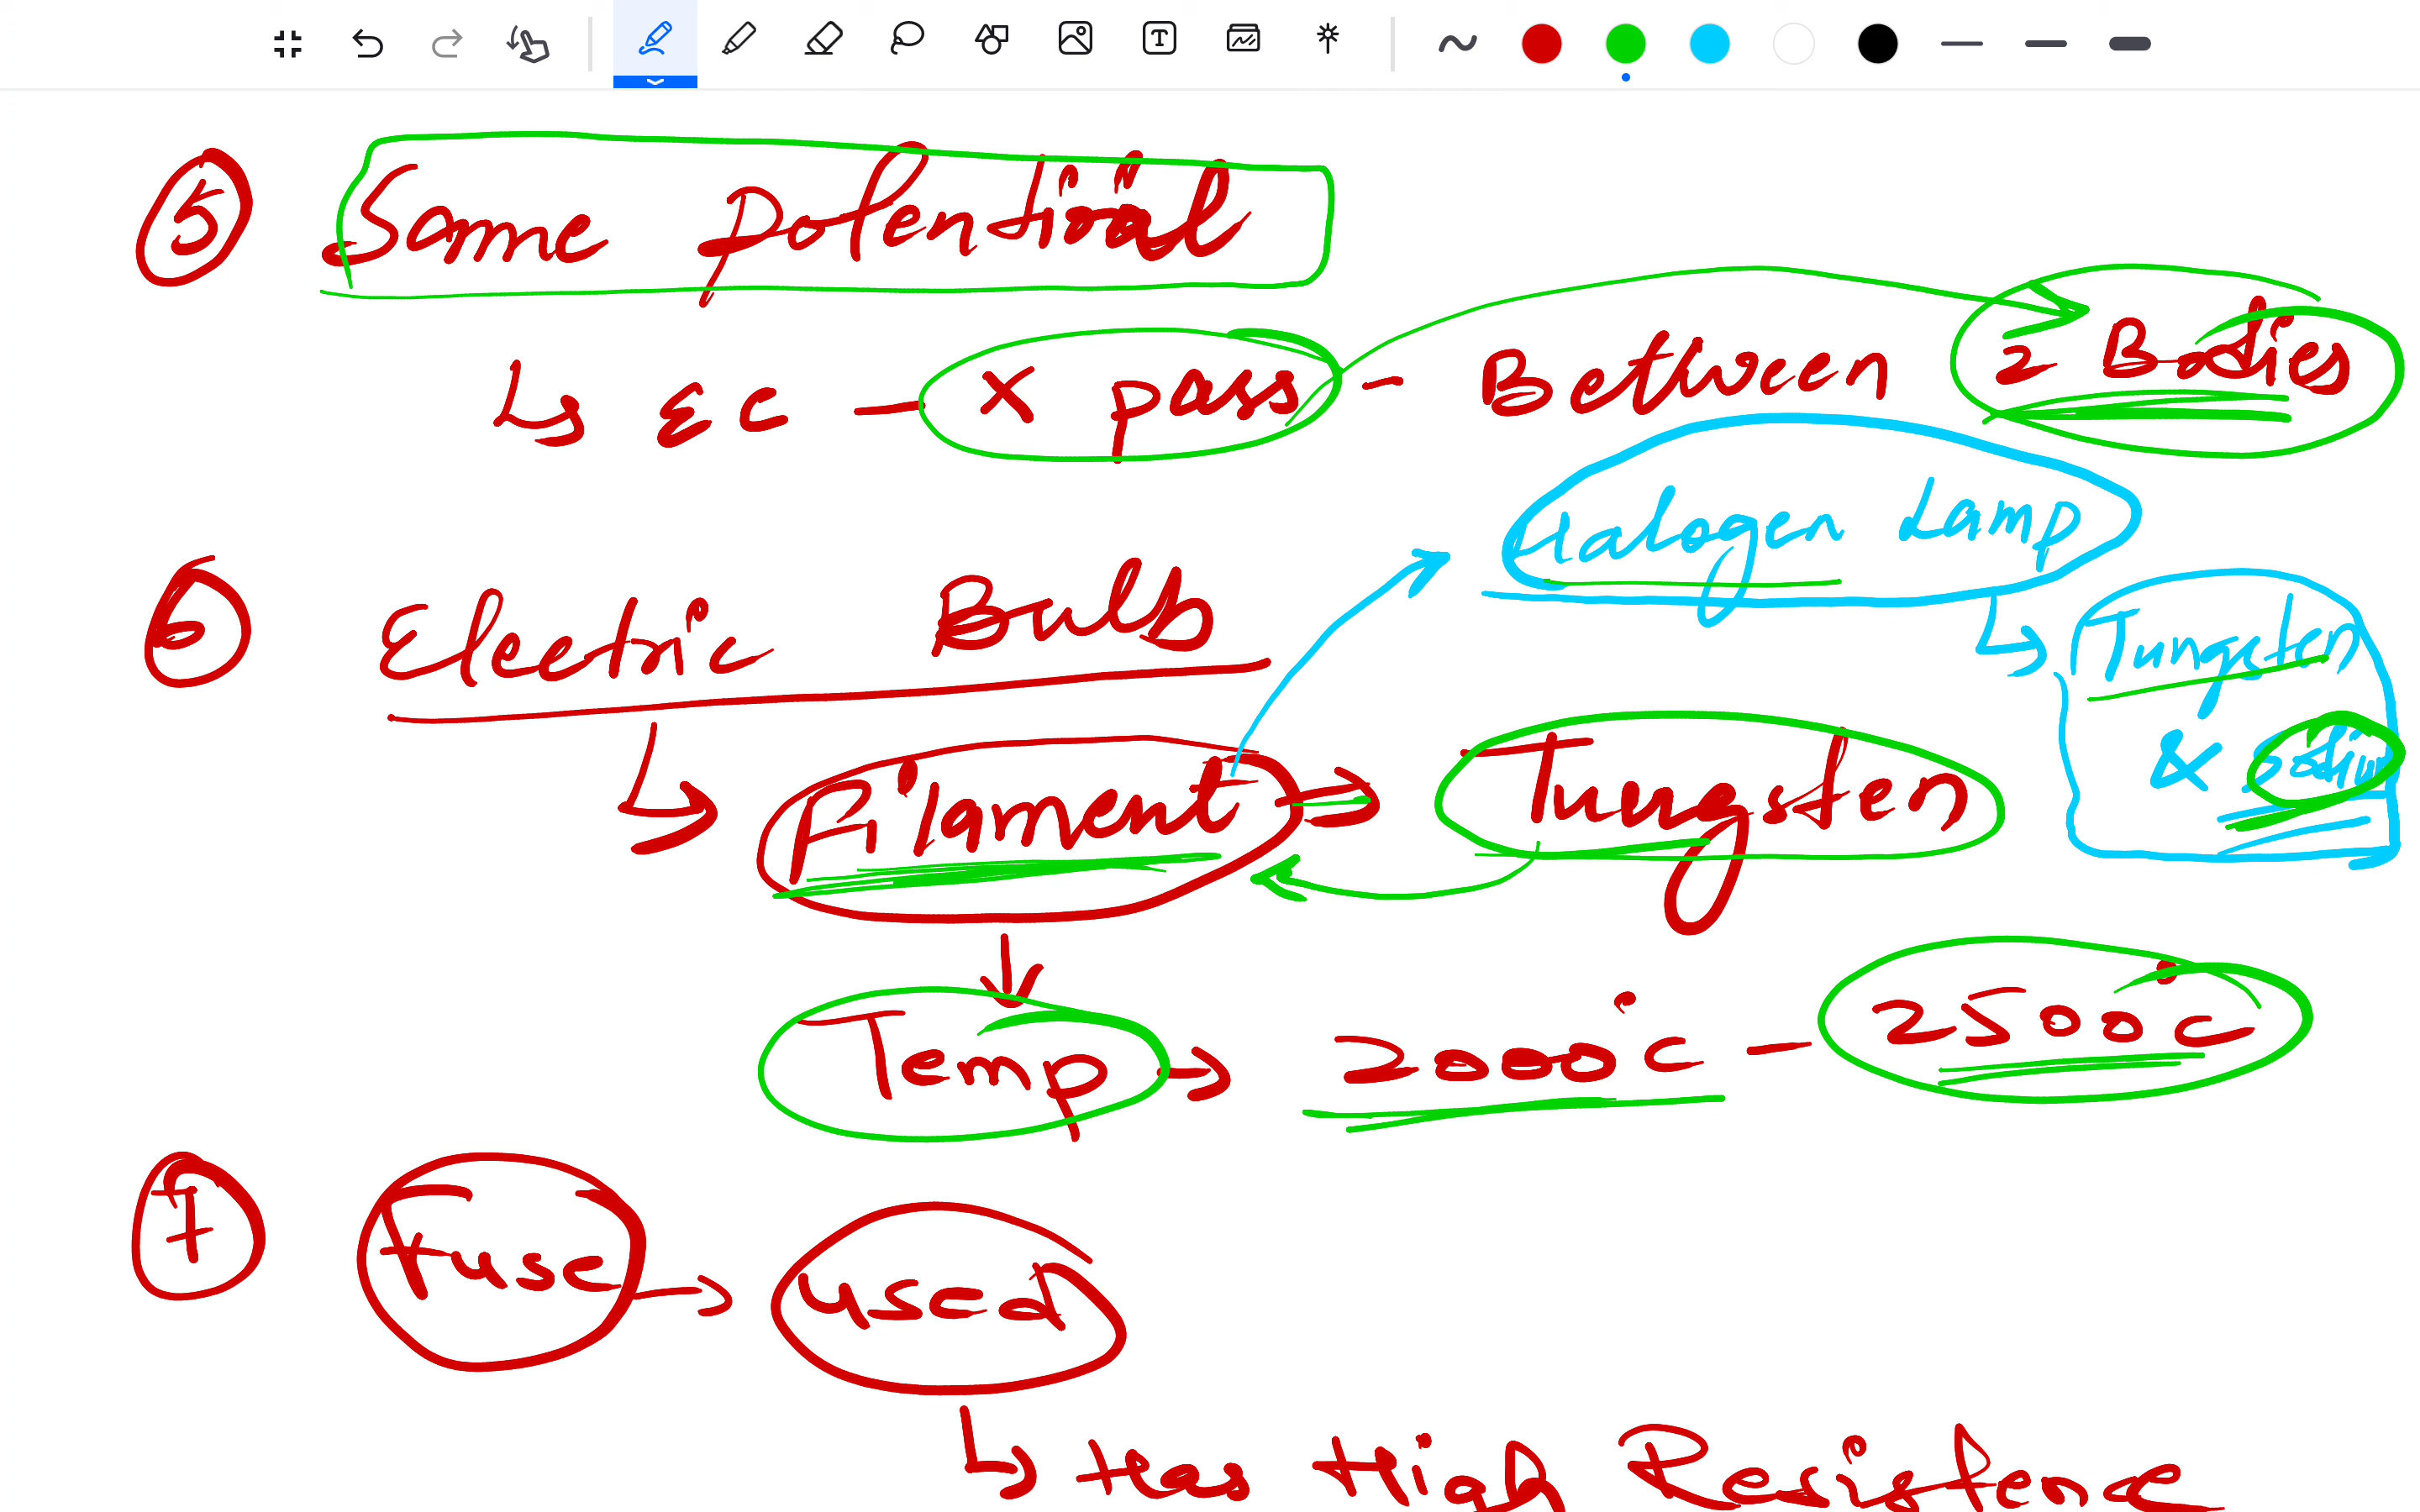 5 Same potential
↳ EC — × pass - Between 2 Bodies
Halogen Lamp
6 Electric Bulb
↳ Tungsten
& 
↳ Filament → Tungsten
Temp → 2000°C — 2500°C
7 Fuse → used
↳ Has High Resistence